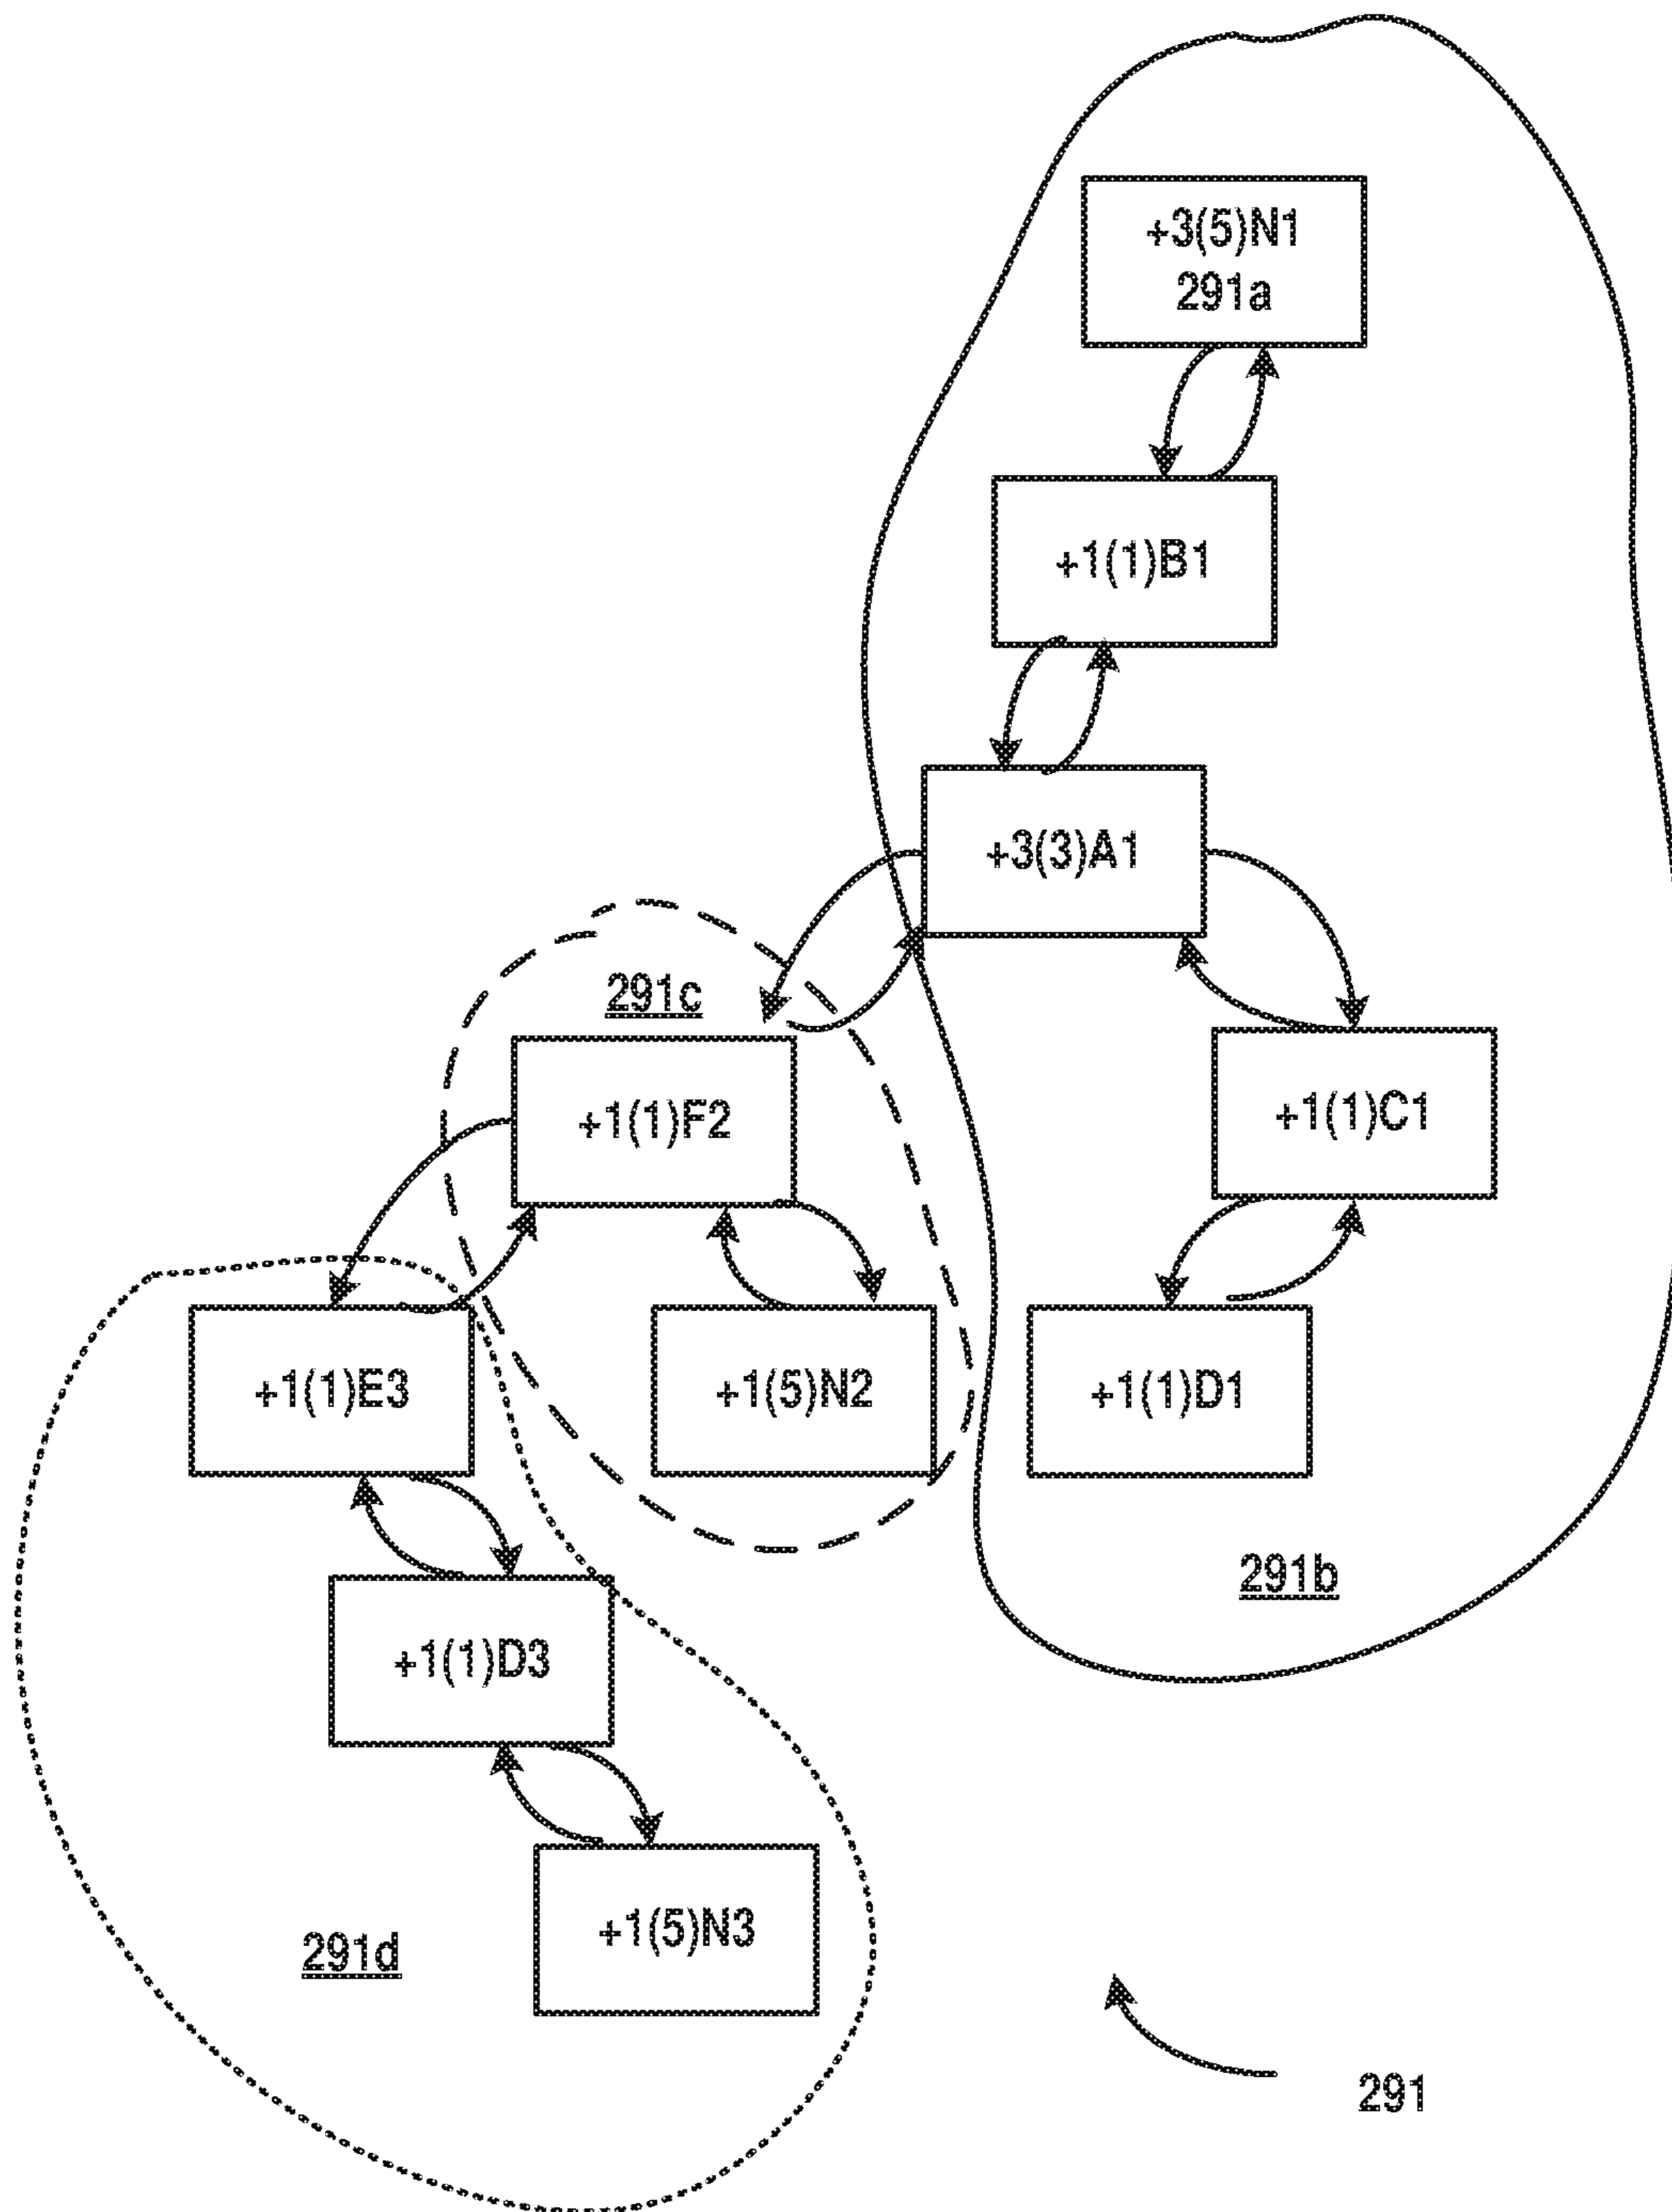 +3(5)N1
291a
+1(1)B1
+3(3)A1
291c
+1(1)F2
+1(1)C1
+1(1)E3
+1(5)N2
+1(1)D1
291b
+1(1)D3
+1(5)N3
291d
291